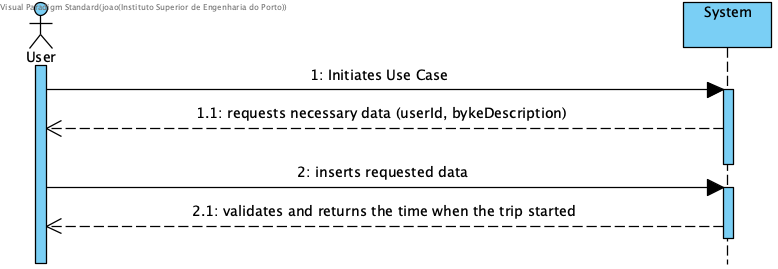 Visual Paradigm Standard(joao(Instituto Superior de Engenharia do Porto))
System
User
1: Initiates Use Case
1.1: requests necessary data (userId, bykeDescription)
2: inserts requested data
2.1: validates and returns the time when the trip started